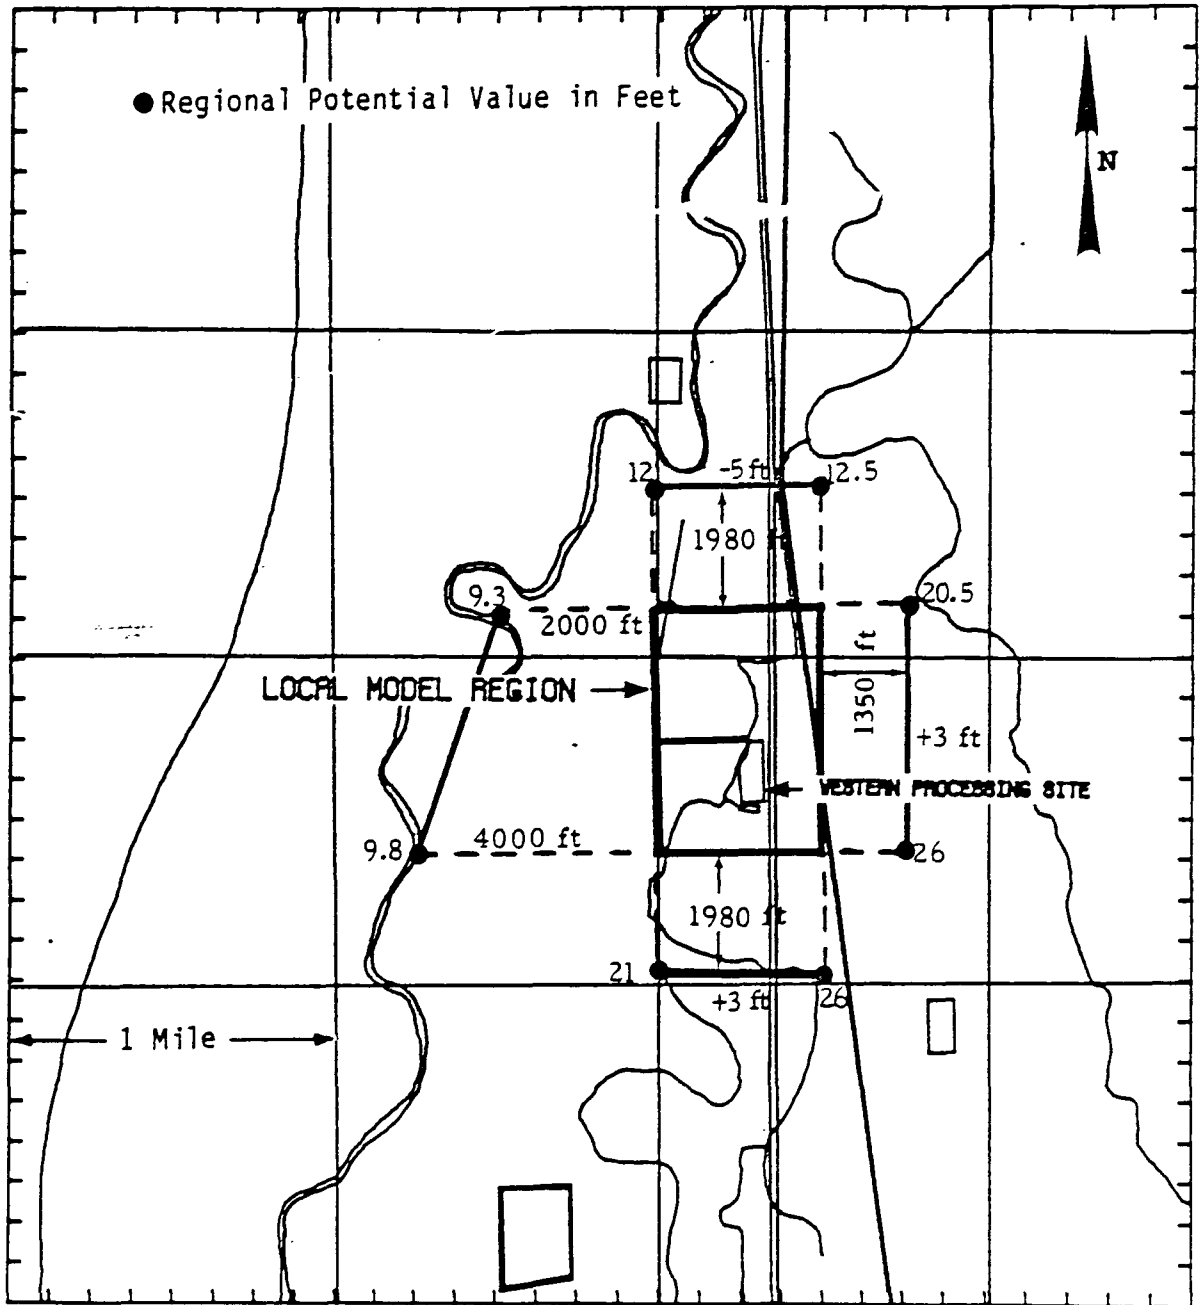 Regional Potential Value in Feet
N
12
-5 ft
12.5
1980 ft
9.3
20.5
2000 ft
1350 ft
LOCAL MODEL REGION
+3 ft
WESTERN PROCESSING SITE
4000 ft
9.8
26
1980 ft
21
+3 ft
26
1 Mile